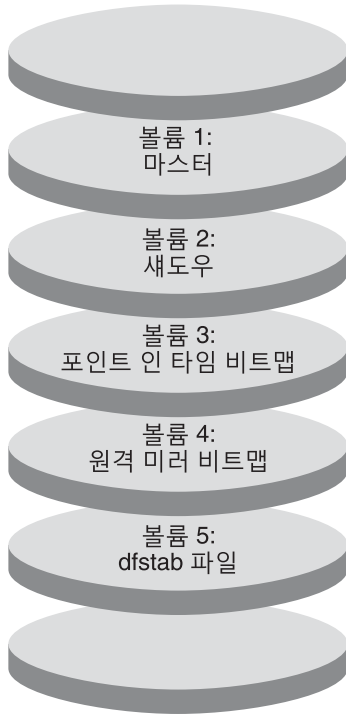 볼륨 1:
마스터
볼륨 2:
섀도우
볼륨 3:
포인트 인 타임 비트맵
볼륨 4:
원격 미러 비트맵
볼륨 5:
dfstab 파일